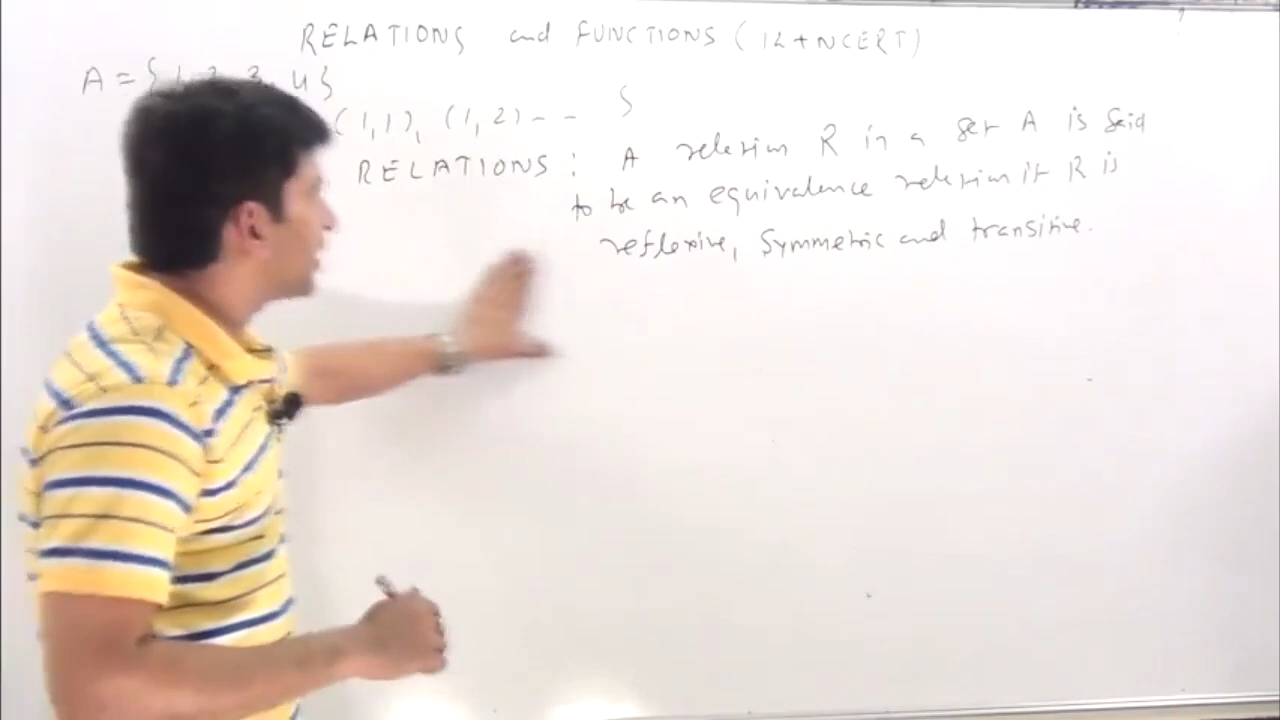 RELATIONS and FUNCTIONS (12 + NCERT)
A = { 1, 2, 3, 4 }
(1,1), (1,2) - - }
RELATIONS : A relation R in a set A is said
to be an equivalence relation if R is
reflexive, Symmetric and transitive.